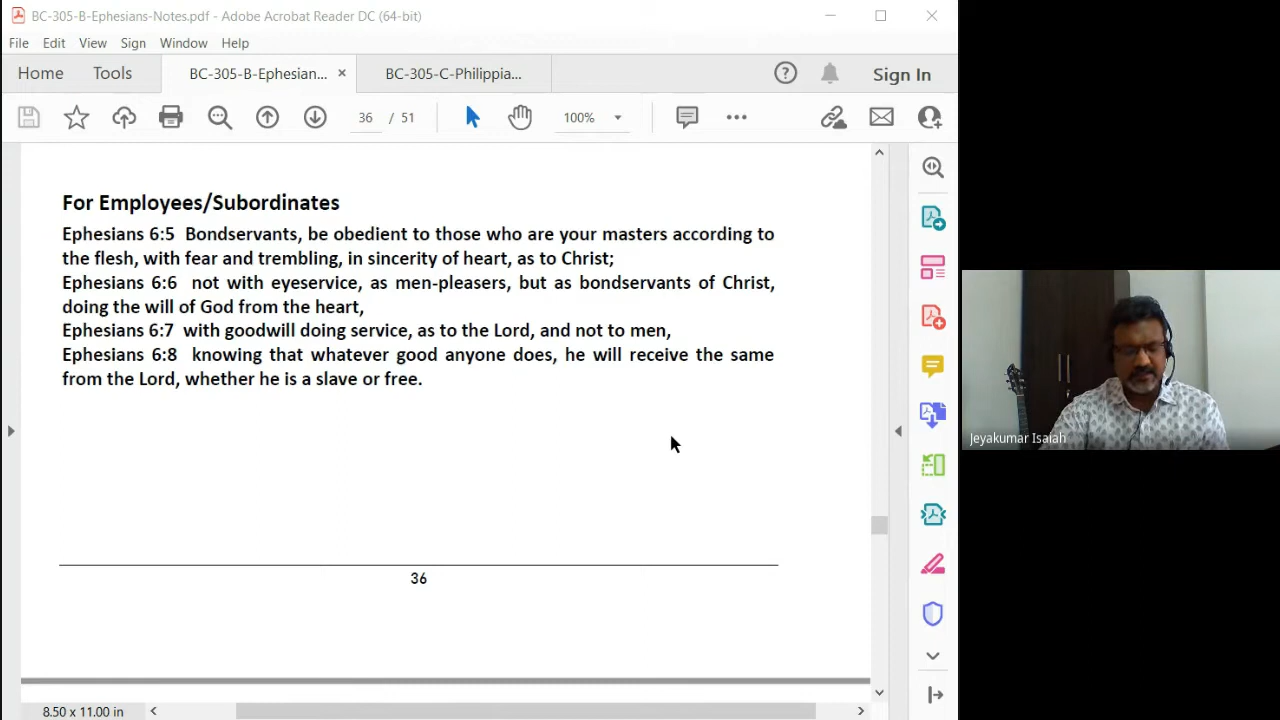 BC-305-B-Ephesians-Notes.pdf - Adobe Acrobat Reader DC (64-bit)
File Edit View Sign Window Help
Home Tools BC-305-B-Ephesian... × BC-305-C-Philippia... Sign In
36 / 51 100%
For Employees/Subordinates
Ephesians 6:5 Bondservants, be obedient to those who are your masters according to
the flesh, with fear and trembling, in sincerity of heart, as to Christ;
Ephesians 6:6 not with eyeservice, as men-pleasers, but as bondservants of Christ,
doing the will of God from the heart,
Ephesians 6:7 with goodwill doing service, as to the Lord, and not to men,
Ephesians 6:8 knowing that whatever good anyone does, he will receive the same
from the Lord, whether he is a slave or free.
36
8.50 x 11.00 in
Jeyakumar Isaiah